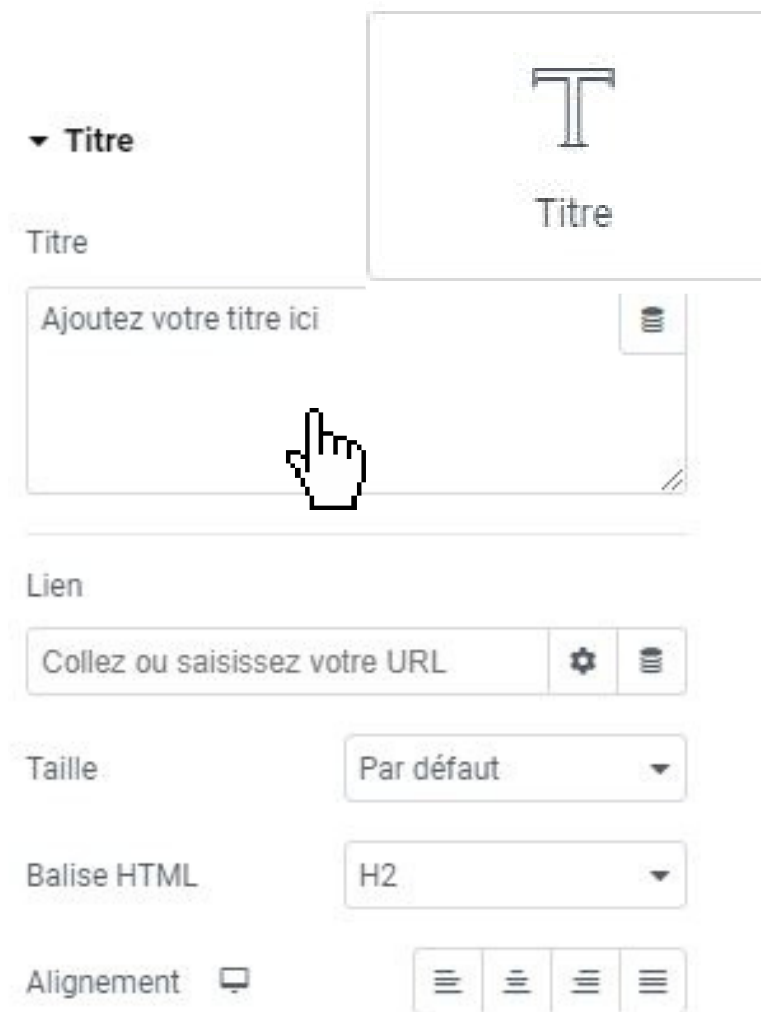 Titre
Titre
Titre
Ajoutez votre titre ici
Lien
Collez ou saisissez votre URL
Taille Par défaut
Balise HTML H2
Alignement